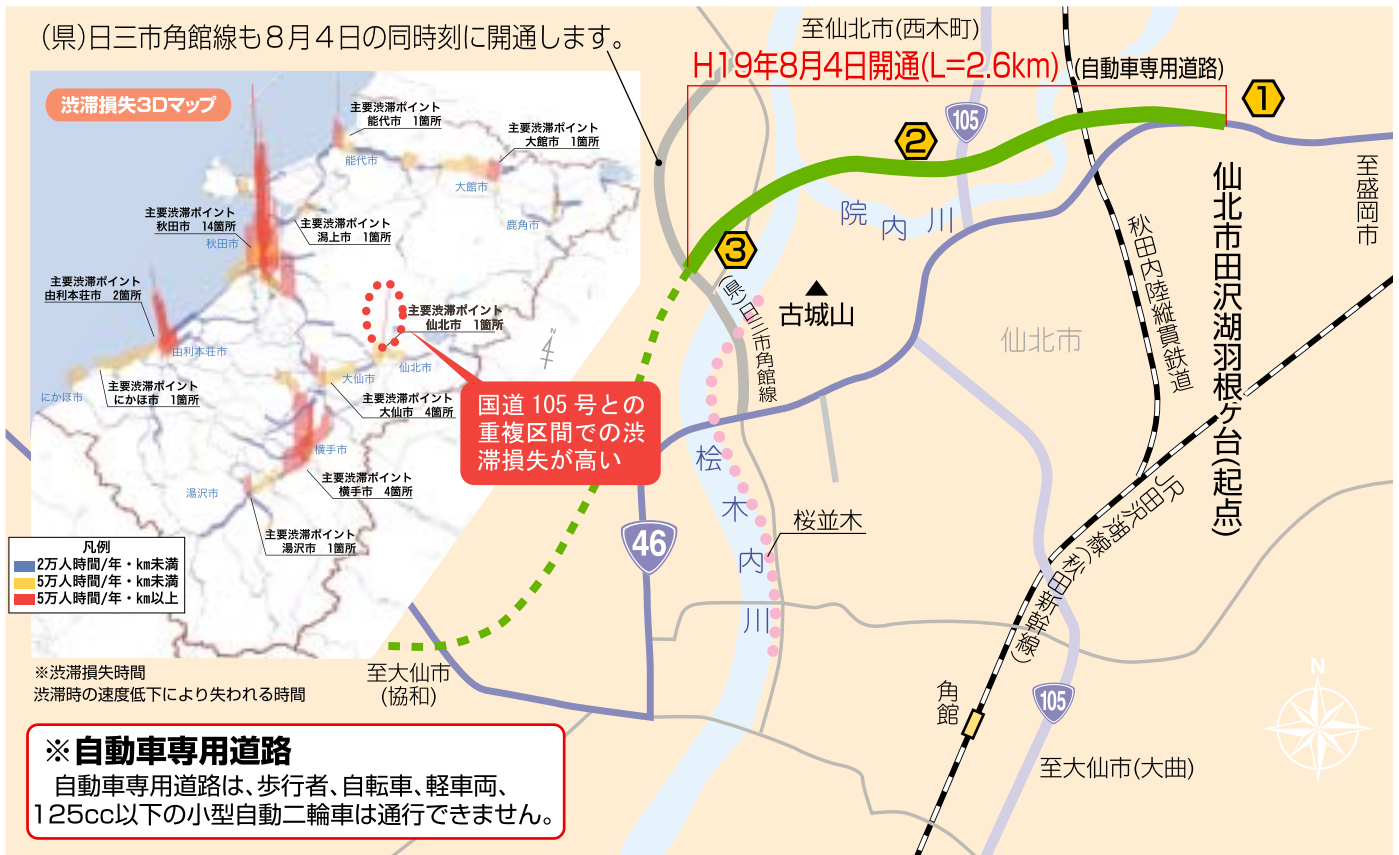 (県)日三市角館線も８月４日の同時刻に開通します。
至仙北市(西木町)
H19年8月4日開通(L=2.6km)
(自動車専用道路)
渋滞損失3Dマップ
主要渋滞ポイント
能代市　1箇所
能代市
主要渋滞ポイント
大館市　1箇所
大館市
鹿角市
主要渋滞ポイント
秋田市　14箇所
秋田市
主要渋滞ポイント
潟上市　1箇所
主要渋滞ポイント
由利本荘市　2箇所
由利本荘市
主要渋滞ポイント
仙北市　1箇所
仙北市
にかほ市
主要渋滞ポイント
にかほ市　1箇所
大仙市
主要渋滞ポイント
大仙市　4箇所
国道 105 号との
重複区間での渋
滞損失が高い
横手市
主要渋滞ポイント
横手市　4箇所
湯沢市
主要渋滞ポイント
湯沢市　1箇所
N
凡例
2万人時間/年・km未満
5万人時間/年・km未満
5万人時間/年・km以上
※渋滞損失時間
渋滞時の速度低下により失われる時間
至大仙市
(協和)
※自動車専用道路
自動車専用道路は、歩行者、自転車、軽車両、
125cc以下の小型自動二輪車は通行できません。
1
2
3
105
院内川
(県)日三市角館線
古城山
仙北市
秋田内陸縦貫鉄道
仙北市田沢湖羽根ヶ台(起点)
至盛岡市
JR田沢湖線(秋田新幹線)
桧木内川
桜並木
46
角館
105
至大仙市(大曲)
N